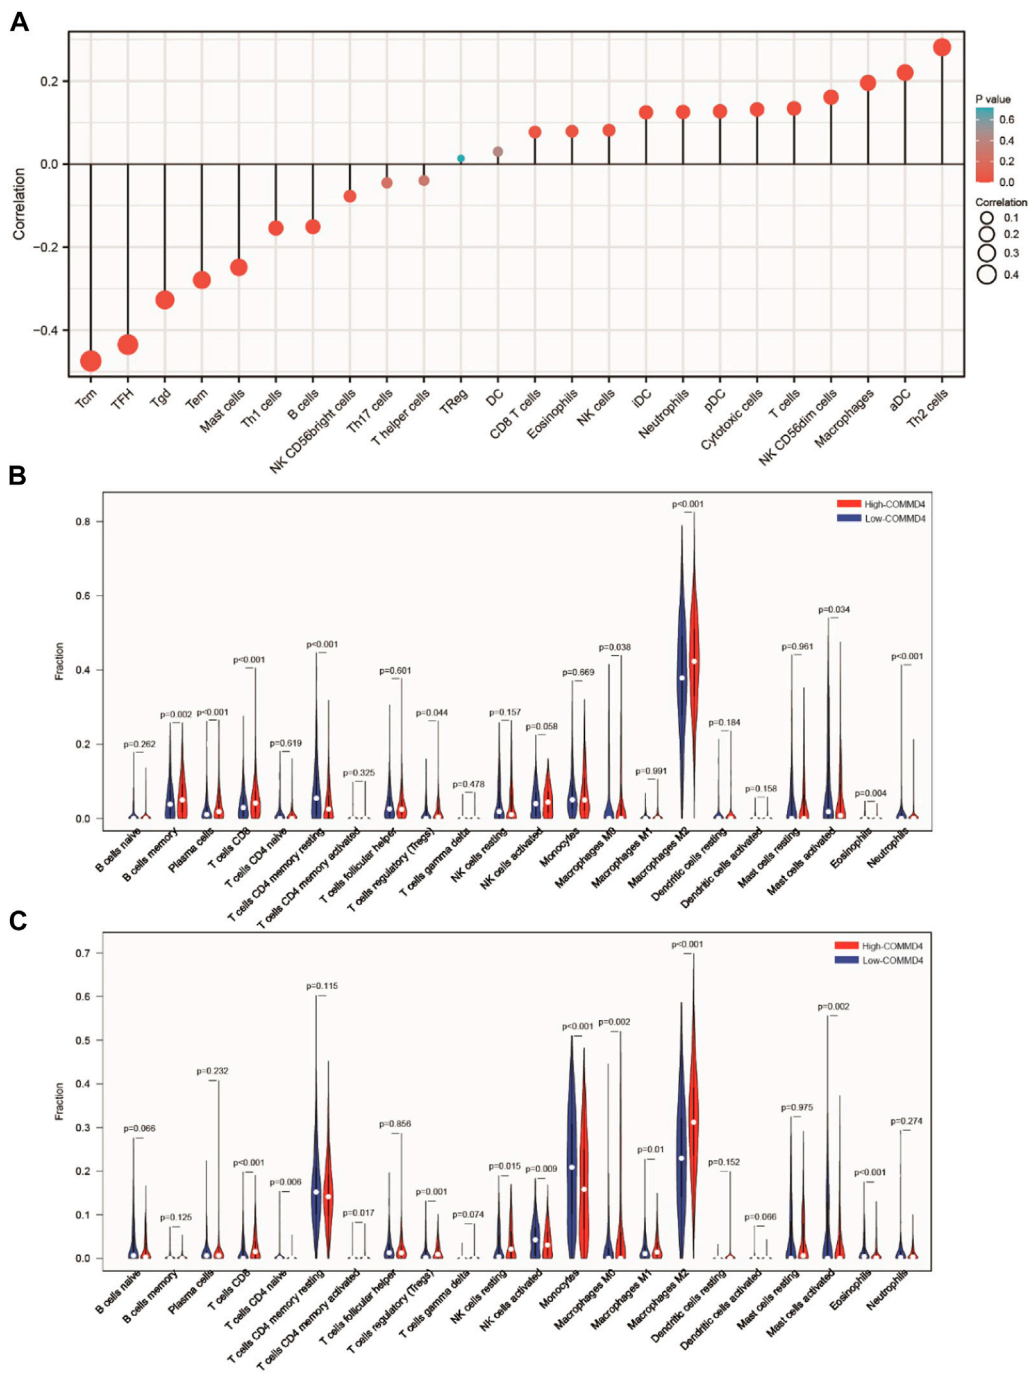 A
Correlation
0.2
0.0
−0.2
−0.4
P value
0.6
0.4
0.2
0.0
Correlation
0.1
0.2
0.3
0.4
Tcm
TFH
Tgd
Tem
Mast cells
Th1 cells
B cells
NK CD56bright cells
Th17 cells
T helper cells
TReg
DC
CD8 T cells
Eosinophils
NK cells
iDC
Neutrophils
pDC
Cytotoxic cells
T cells
NK CD56dim cells
Macrophages
aDC
Th2 cells
B
Fraction
0.8
0.6
0.4
0.2
0.0
High-COMMD4
Low-COMMD4
p=0.262
p=0.002
p<0.001
p<0.001
p=0.619
p<0.001
p=0.325
p=0.601
p=0.044
p=0.478
p=0.157
p=0.058
p=0.669
p=0.038
p=0.991
p<0.001
p=0.184
p=0.158
p=0.961
p=0.034
p=0.004
p<0.001
B cells naive
B cells memory
Plasma cells
T cells CD8
T cells CD4 naive
T cells CD4 memory resting
T cells CD4 memory activated
T cells follicular helper
T cells regulatory (Tregs)
T cells gamma delta
NK cells resting
NK cells activated
Monocytes
Macrophages M0
Macrophages M1
Macrophages M2
Dendritic cells resting
Dendritic cells activated
Mast cells resting
Mast cells activated
Eosinophils
Neutrophils
C
Fraction
0.7
0.6
0.5
0.4
0.3
0.2
0.1
0.0
High-COMMD4
Low-COMMD4
p=0.066
p=0.125
p=0.232
p<0.001
p=0.006
p=0.115
p=0.017
p=0.856
p=0.001
p=0.074
p=0.015
p=0.009
p<0.001
p=0.002
p=0.01
p<0.001
p=0.152
p=0.066
p=0.975
p=0.002
p<0.001
p=0.274
B cells naive
B cells memory
Plasma cells
T cells CD8
T cells CD4 naive
T cells CD4 memory resting
T cells CD4 memory activated
T cells follicular helper
T cells regulatory (Tregs)
T cells gamma delta
NK cells resting
NK cells activated
Monocytes
Macrophages M0
Macrophages M1
Macrophages M2
Dendritic cells resting
Dendritic cells activated
Mast cells resting
Mast cells activated
Eosinophils
Neutrophils